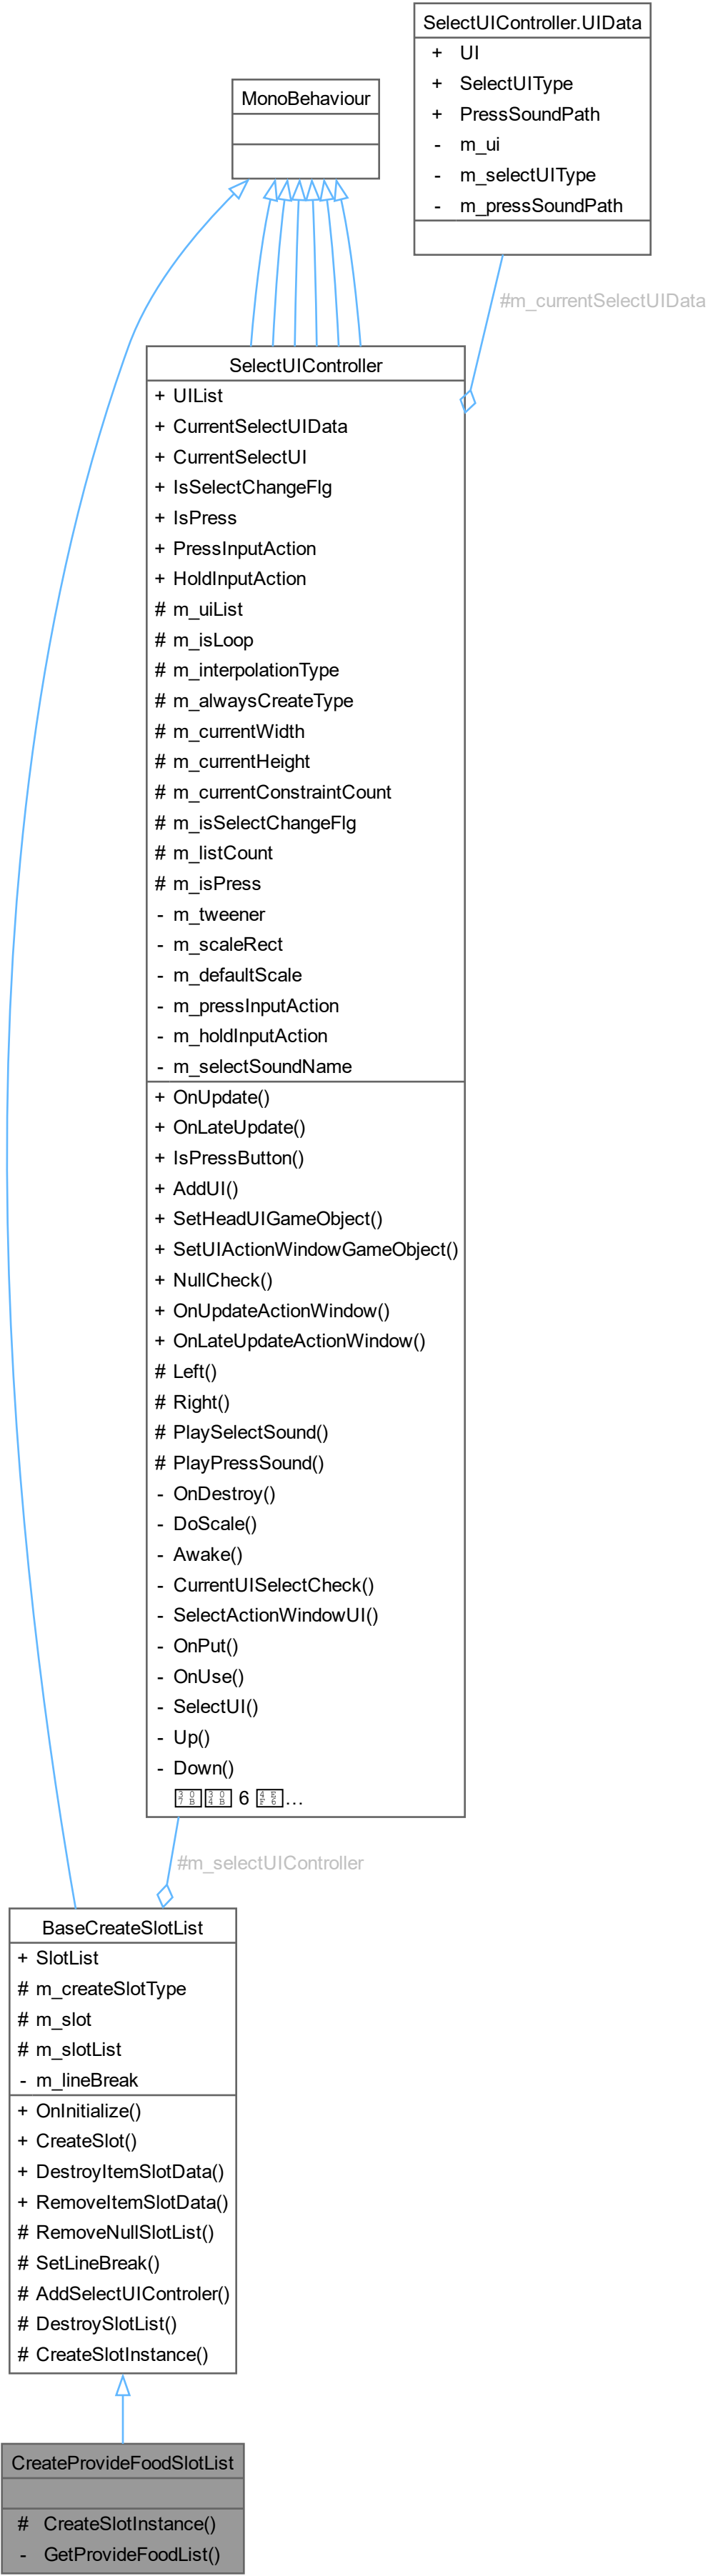 SelectUIController.UIData
+ UI
+ SelectUIType
+ PressSoundPath
- m_ui
- m_selectUIType
- m_pressSoundPath
MonoBehaviour
#m_currentSelectUIData
SelectUIController
+ UIList
+ CurrentSelectUIData
+ CurrentSelectUI
+ IsSelectChangeFlg
+ IsPress
+ PressInputAction
+ HoldInputAction
# m_uiList
# m_isLoop
# m_interpolationType
# m_alwaysCreateType
# m_currentWidth
# m_currentHeight
# m_currentConstraintCount
# m_isSelectChangeFlg
# m_listCount
# m_isPress
- m_tweener
- m_scaleRect
- m_defaultScale
- m_pressInputAction
- m_holdInputAction
- m_selectSoundName
+ OnUpdate()
+ OnLateUpdate()
+ IsPressButton()
+ AddUI()
+ SetHeadUIGameObject()
+ SetUIActionWindowGameObject()
+ NullCheck()
+ OnUpdateActionWindow()
+ OnLateUpdateActionWindow()
# Left()
# Right()
# PlaySelectSound()
# PlayPressSound()
- OnDestroy()
- DoScale()
- Awake()
- CurrentUISelectCheck()
- SelectActionWindowUI()
- OnPut()
- OnUse()
- SelectUI()
- Up()
- Down()
6 ...
#m_selectUIController
BaseCreateSlotList
+ SlotList
# m_createSlotType
# m_slot
# m_slotList
- m_lineBreak
+ OnInitialize()
+ CreateSlot()
+ DestroyItemSlotData()
+ RemoveItemSlotData()
# RemoveNullSlotList()
# SetLineBreak()
# AddSelectUIControler()
# DestroySlotList()
# CreateSlotInstance()
CreateProvideFoodSlotList
# CreateSlotInstance()
- GetProvideFoodList()